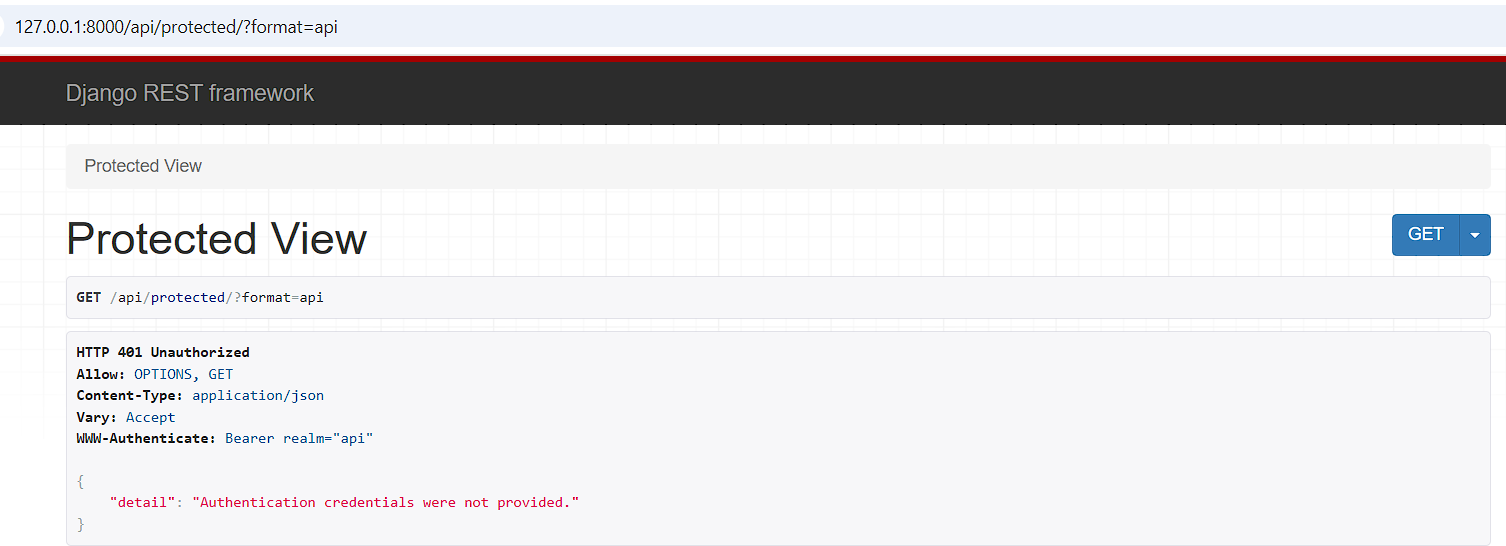 127.0.0.1:8000/api/protected/?format=api
Django REST framework
Protected View
Protected View
GET
GET /api/protected/?format=api
HTTP 401 Unauthorized
Allow: OPTIONS, GET
Content-Type: application/json
Vary: Accept
WWW-Authenticate: Bearer realm="api"
{
"detail": "Authentication credentials were not provided."
}